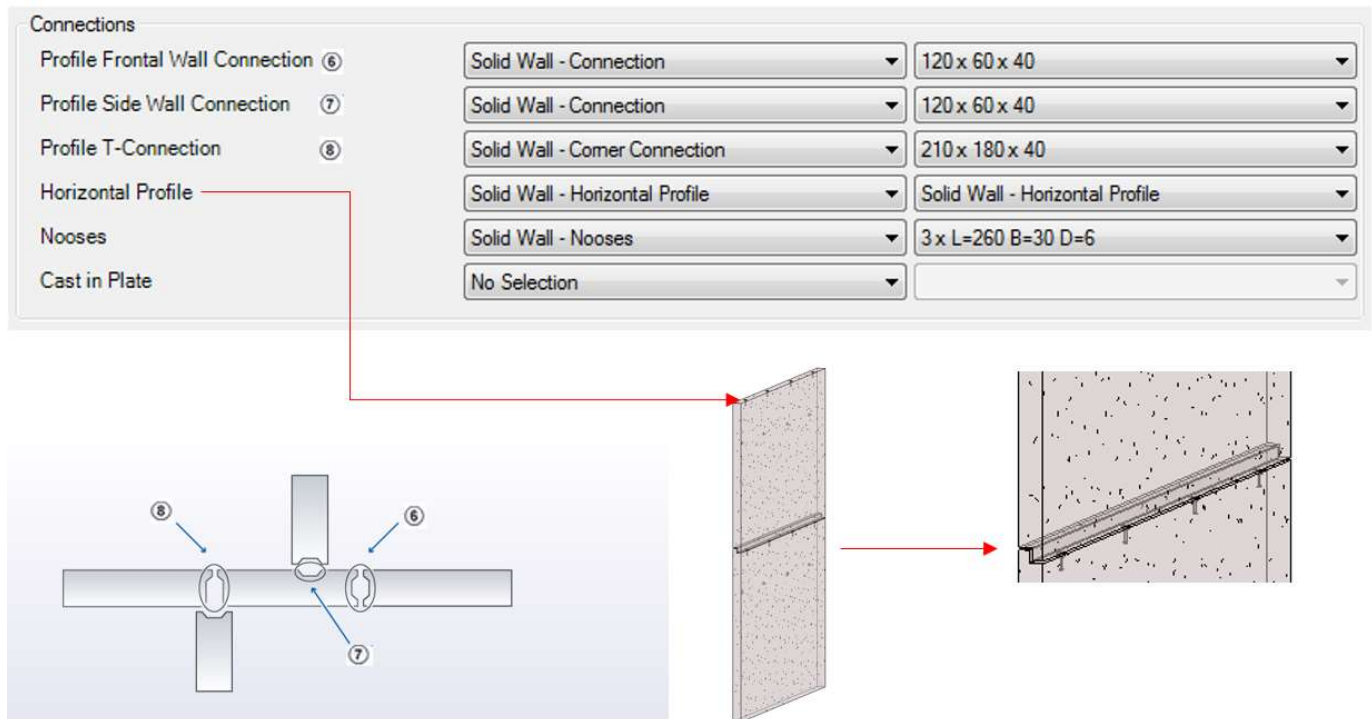 Connections
Profile Frontal Wall Connection ⑥ Solid Wall - Connection 120 x 60 x 40
Profile Side Wall Connection ⑦ Solid Wall - Connection 120 x 60 x 40
Profile T-Connection ⑧ Solid Wall - Corner Connection 210 x 180 x 40
Horizontal Profile Solid Wall - Horizontal Profile Solid Wall - Horizontal Profile
Nooses Solid Wall - Nooses 3 x L=260 B=30 D=6
Cast in Plate No Selection
⑧ ⑥
⑦